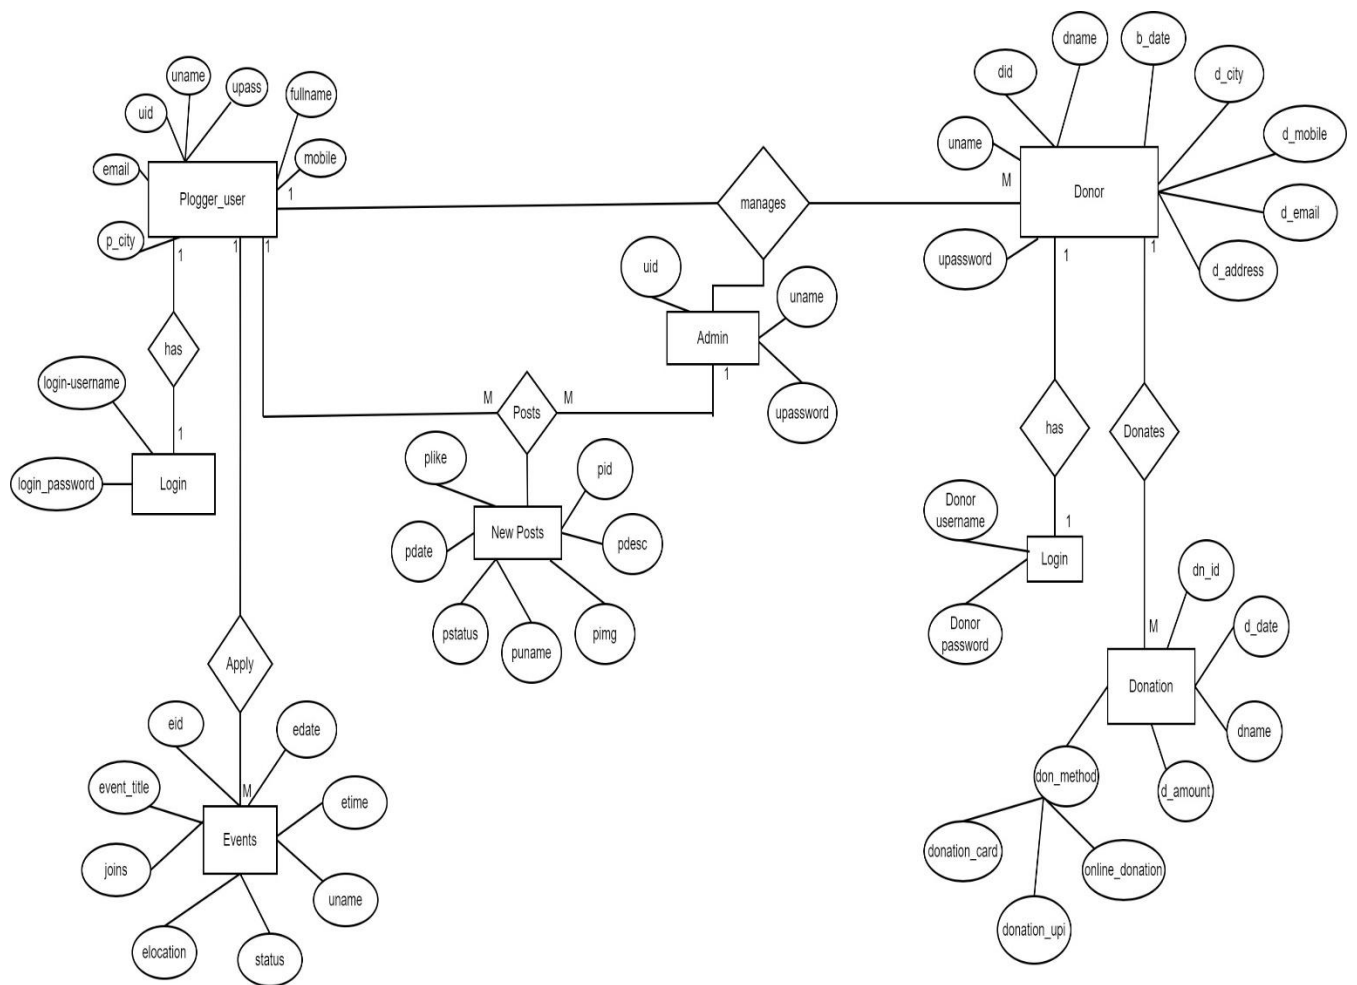 uname
upass
fullname
uid
mobile
email
Plogger_user
1
p_city
1
1
1
has
login-username
1
login_password
Login
Apply
eid
edate
event_title
M
etime
Events
joins
uname
elocation
status
manages
uid
uname
Admin
1
upassword
M
Posts
M
plike
pid
New Posts
pdate
pdesc
pstatus
puname
pimg
dname
b_date
did
d_city
uname
d_mobile
M
Donor
d_email
upassword
1
1
d_address
has
Donates
Donor
username
1
Login
Donor
password
M
dn_id
d_date
Donation
dname
don_method
d_amount
donation_card
online_donation
donation_upi